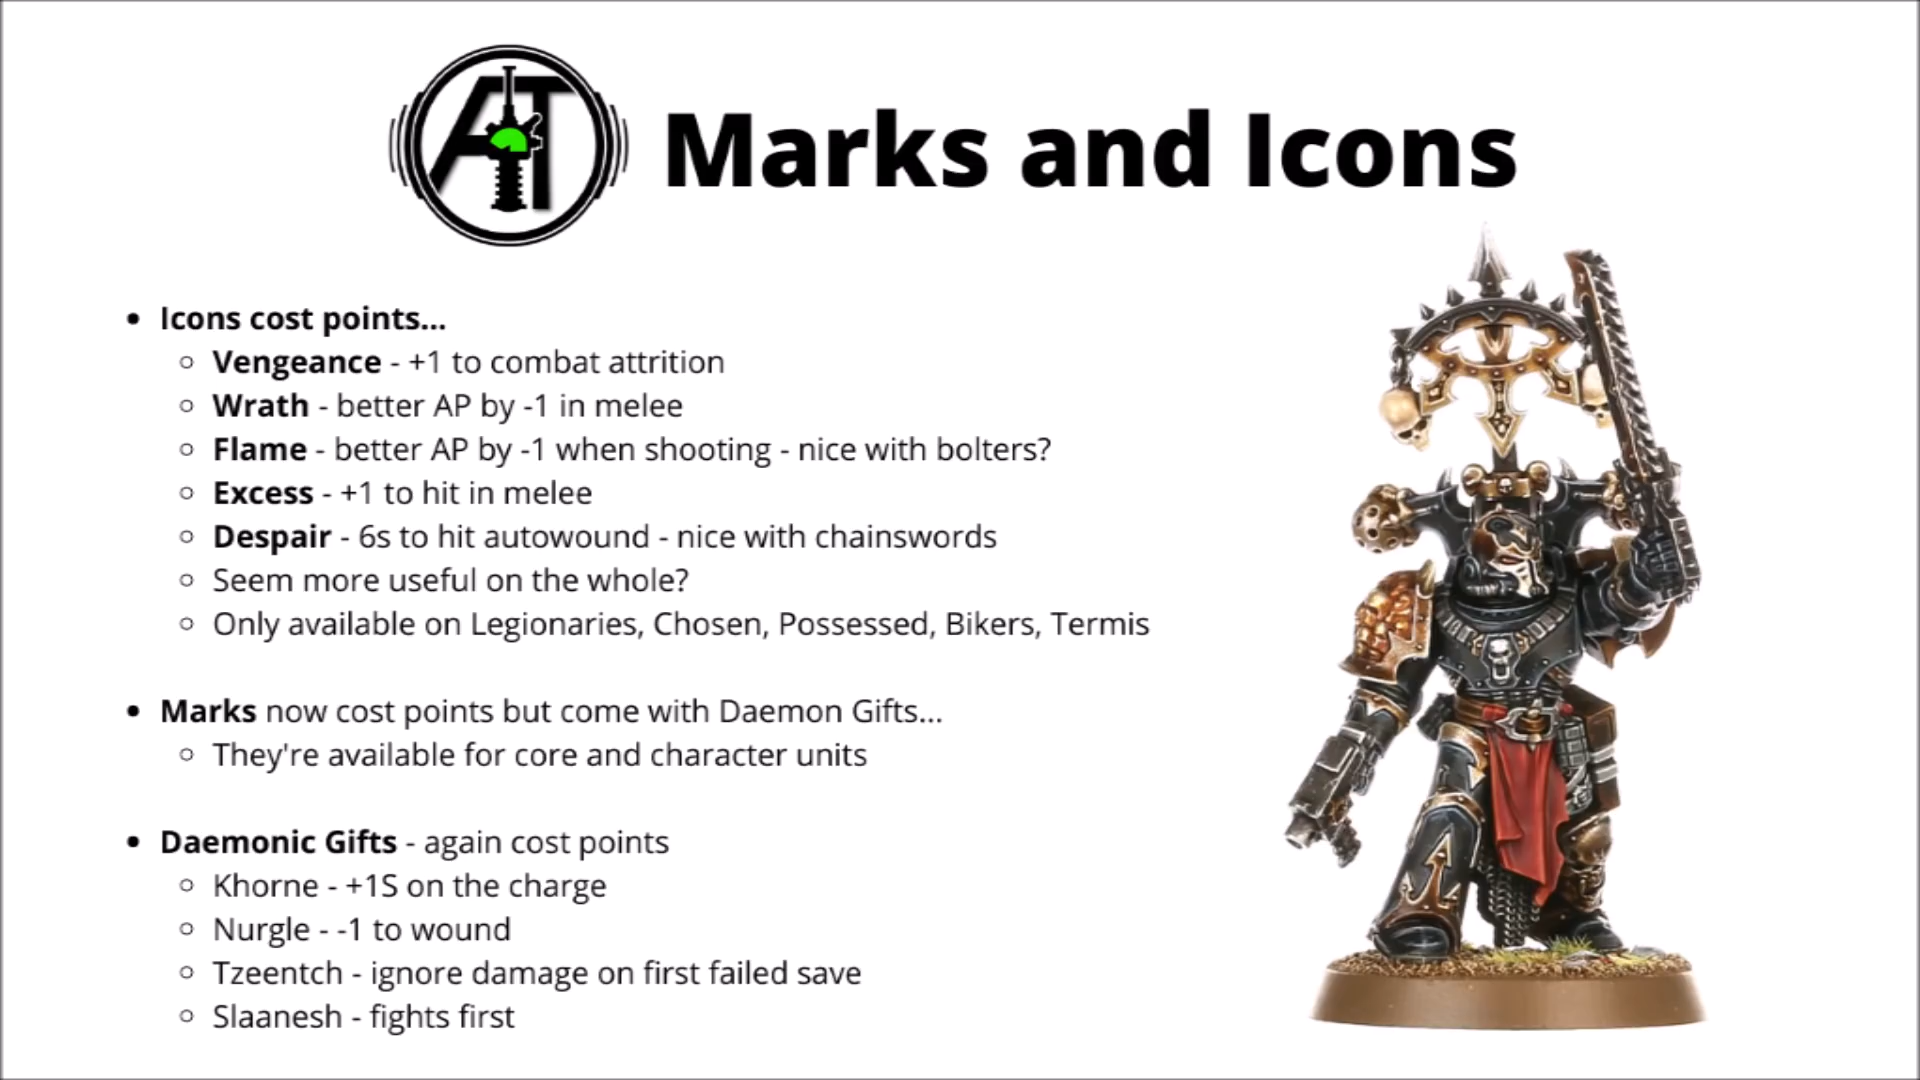 AT
Marks and Icons
• Icons cost points...
○ Vengeance - +1 to combat attrition
○ Wrath - better AP by -1 in melee
○ Flame - better AP by -1 when shooting - nice with bolters?
○ Excess - +1 to hit in melee
○ Despair - 6s to hit autowound - nice with chainswords
○ Seem more useful on the whole?
○ Only available on Legionaries, Chosen, Possessed, Bikers, Termis
• Marks now cost points but come with Daemon Gifts...
○ They're available for core and character units
• Daemonic Gifts - again cost points
○ Khorne - +1S on the charge
○ Nurgle - -1 to wound
○ Tzeentch - ignore damage on first failed save
○ Slaanesh - fights first